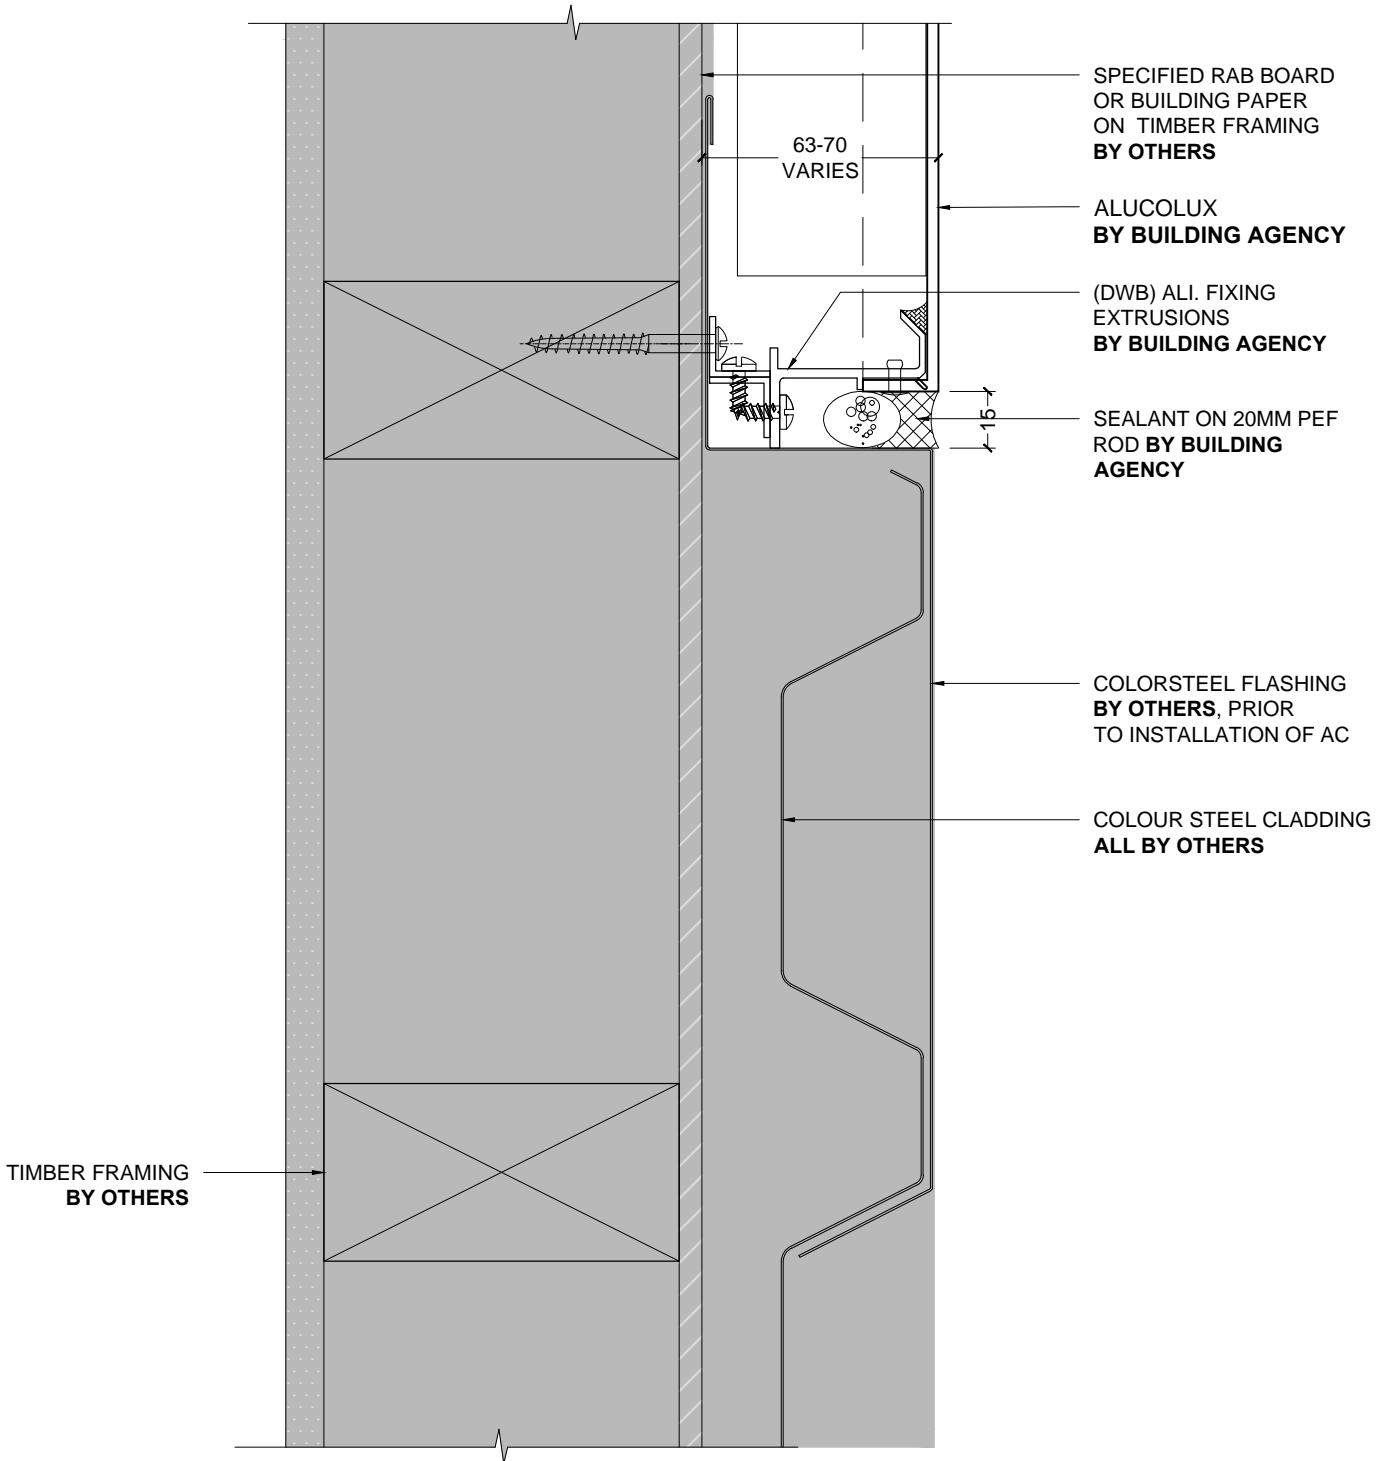 SPECIFIED RAB BOARD
OR BUILDING PAPER
ON TIMBER FRAMING
BY OTHERS
63-70
VARIES
ALUCOLUX
BY BUILDING AGENCY
(DWB) ALI. FIXING
EXTRUSIONS
BY BUILDING AGENCY
15
SEALANT ON 20MM PEF
ROD BY BUILDING
AGENCY
COLORSTEEL FLASHING
BY OTHERS, PRIOR
TO INSTALLATION OF AC
COLOUR STEEL CLADDING
ALL BY OTHERS
TIMBER FRAMING
BY OTHERS